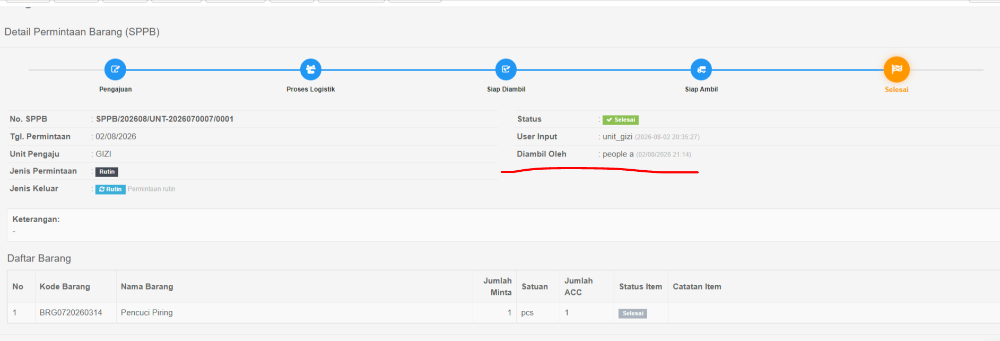 Detail Permintaan Barang (SPPB)
Pengajuan
Proses Logistik
Siap Diambil
Siap Ambil
Selesai
No. SPPB : SPPB/202608/UNT-2026070007/0001
Tgl. Permintaan : 02/08/2026
Unit Pengaju : GIZI
Jenis Permintaan : Rutin
Jenis Keluar : Rutin Permintaan rutin
Status : Selesai
User Input : unit_gizi (2026-08-02 20:35:27)
Diambil Oleh : people a (02/08/2026 21:14)
Keterangan:
-
Daftar Barang
No Kode Barang Nama Barang Jumlah Minta Satuan Jumlah ACC Status Item Catatan Item
1 BRG0720260314 Pencuci Piring 1 pcs 1 Selesai